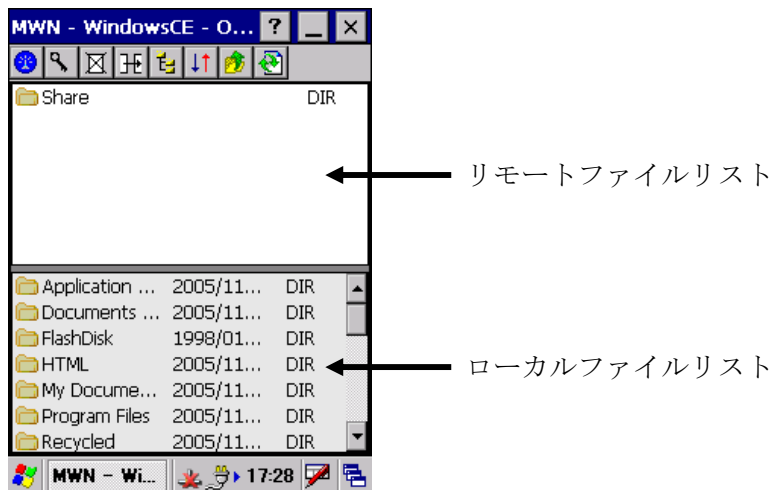 MWN - WindowsCE - O... ? _ ×
Share DIR
リモートファイルリスト
Application ... 2005/11... DIR
Documents ... 2005/11... DIR
FlashDisk 1998/01... DIR
HTML 2005/11... DIR
ローカルファイルリスト
My Docume... 2005/11... DIR
Program Files 2005/11... DIR
Recycled 2005/11... DIR
MWN - Wi... 17:28